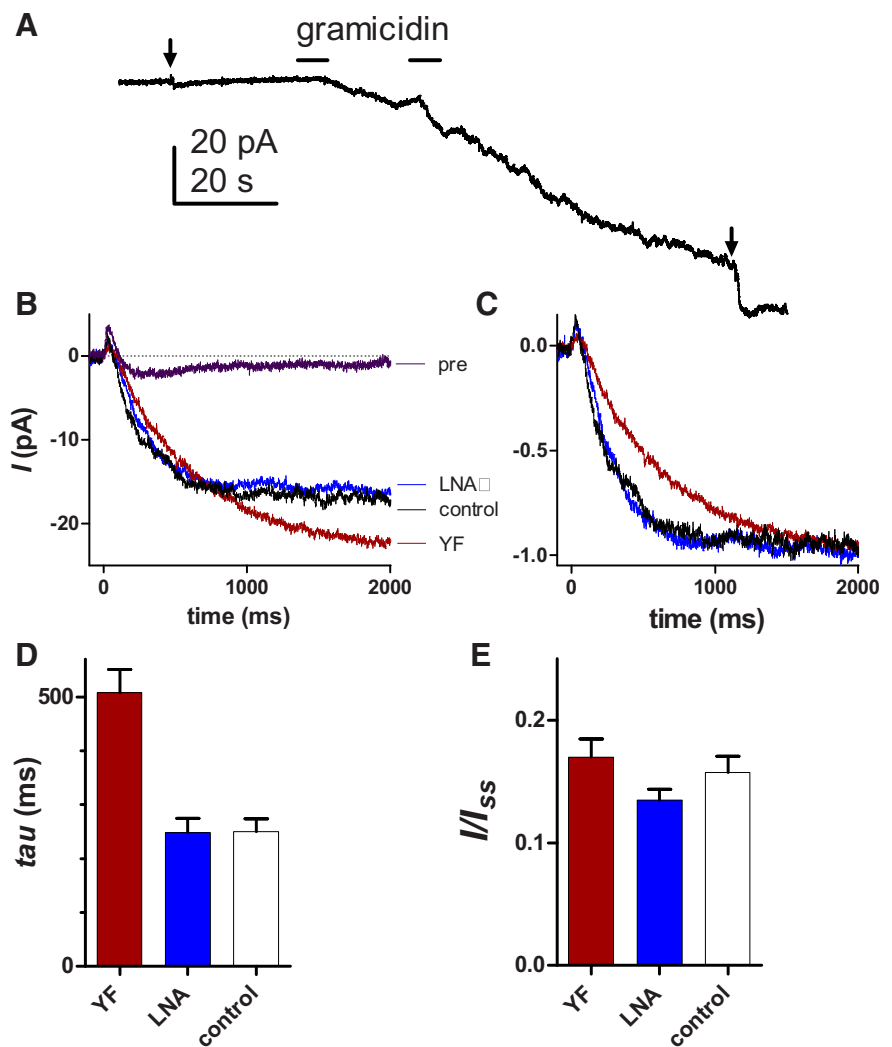 A
gramicidin
20 pA
20 s
B
I (pA)
0
-10
-20
0
1000
2000
time (ms)
pre
LNA□
control
YF
C
0.0
-0.5
-1.0
0
1000
2000
time (ms)
D
tau (ms)
500
0
YF
LNA
control
E
I/Iss
0.2
0.1
0.0
YF
LNA
control